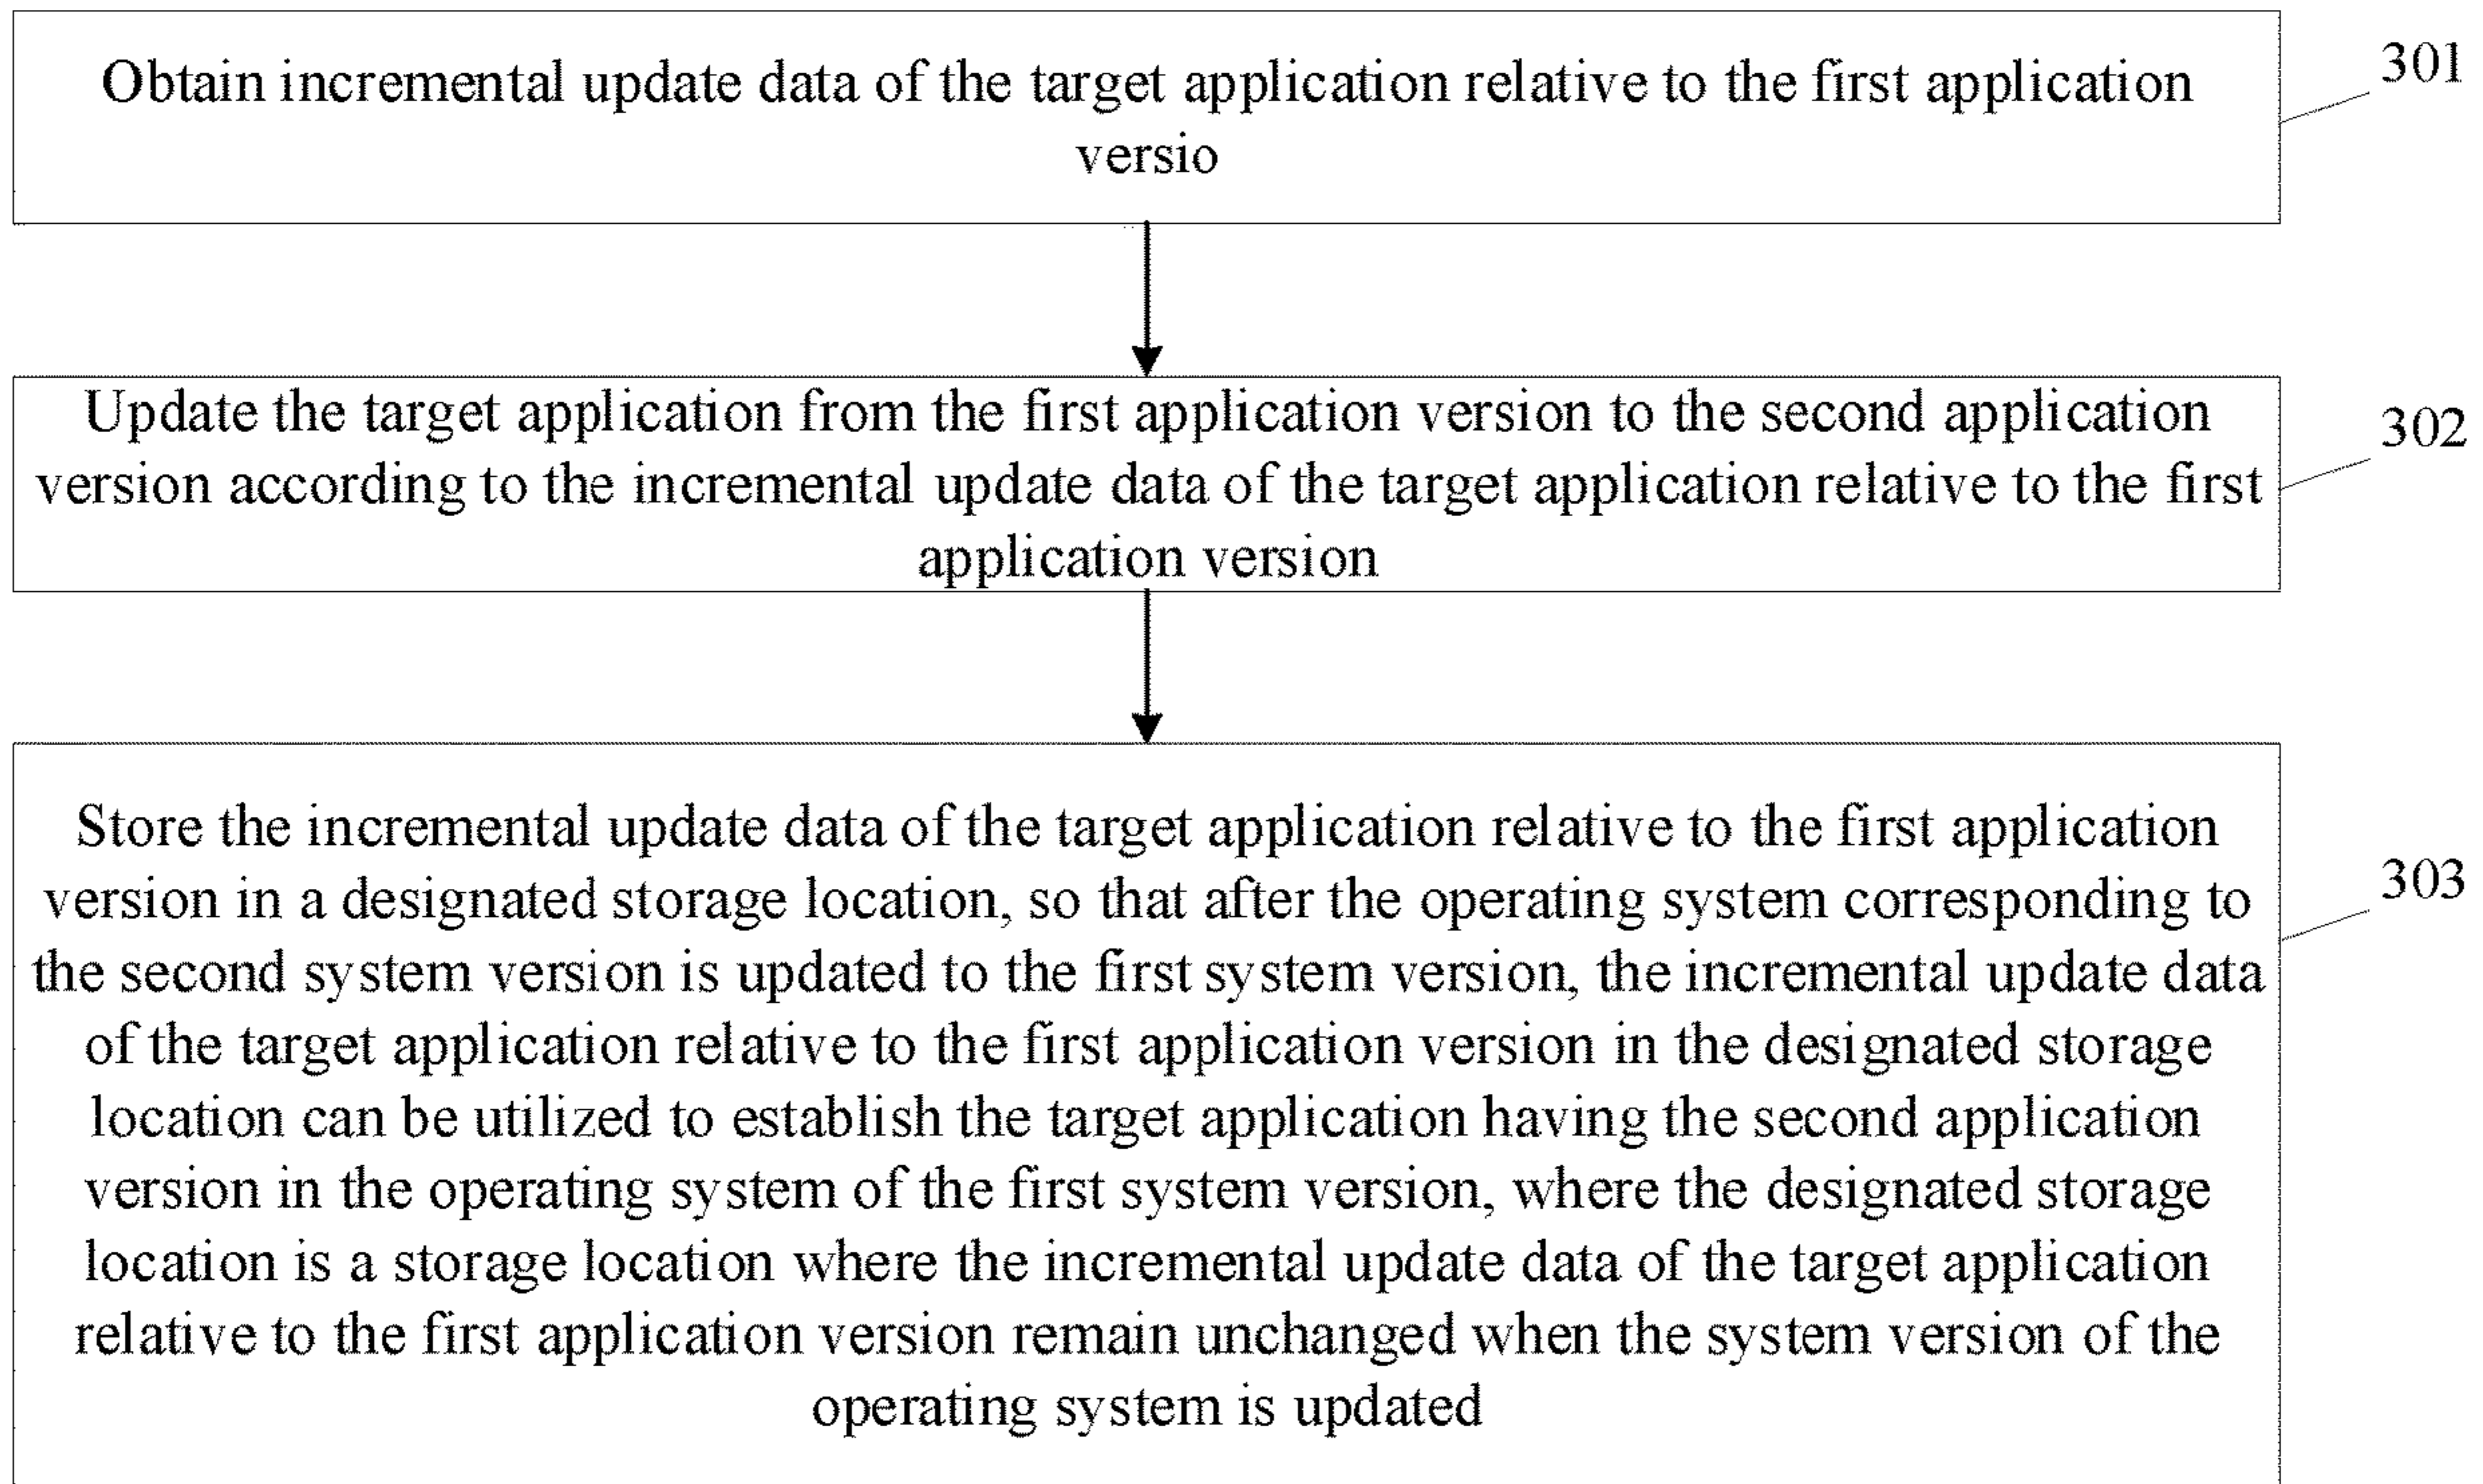 Obtain incremental update data of the target application relative to the first application
versio
301
Update the target application from the first application version to the second application
version according to the incremental update data of the target application relative to the first
application version
302
Store the incremental update data of the target application relative to the first application
version in a designated storage location, so that after the operating system corresponding to
the second system version is updated to the first system version, the incremental update data
of the target application relative to the first application version in the designated storage
location can be utilized to establish the target application having the second application
version in the operating system of the first system version, where the designated storage
location is a storage location where the incremental update data of the target application
relative to the first application version remain unchanged when the system version of the
operating system is updated
303